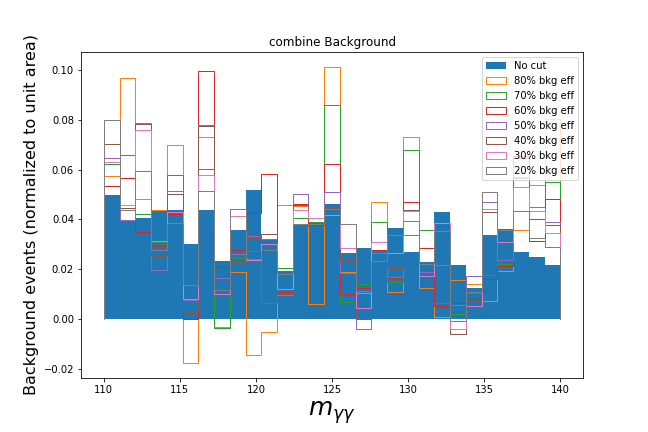 combine Background
Background events (normalized to unit area)
0.10
0.08
0.06
0.04
0.02
0.00
−0.02
110
115
120
125
130
135
140
m_γγ
No cut
80% bkg eff
70% bkg eff
60% bkg eff
50% bkg eff
40% bkg eff
30% bkg eff
20% bkg eff